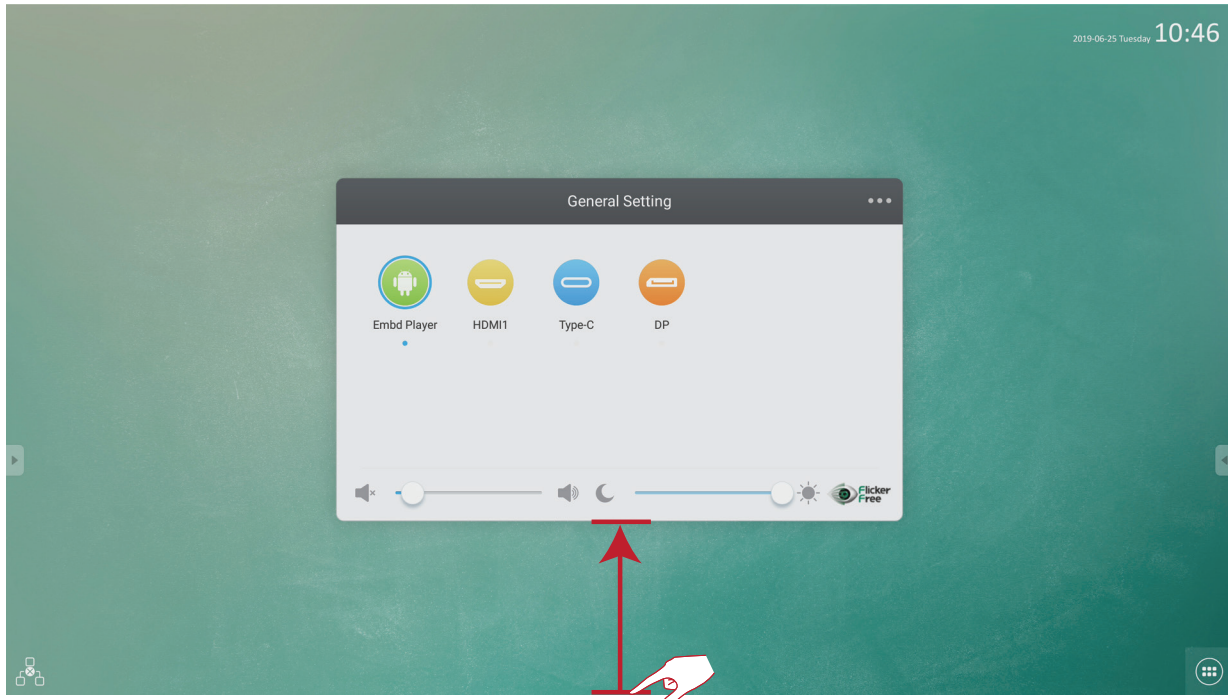 2019-06-25 Tuesday 10:46
General Setting
Embd Player HDMI1 Type-C DP
Flicker
Free